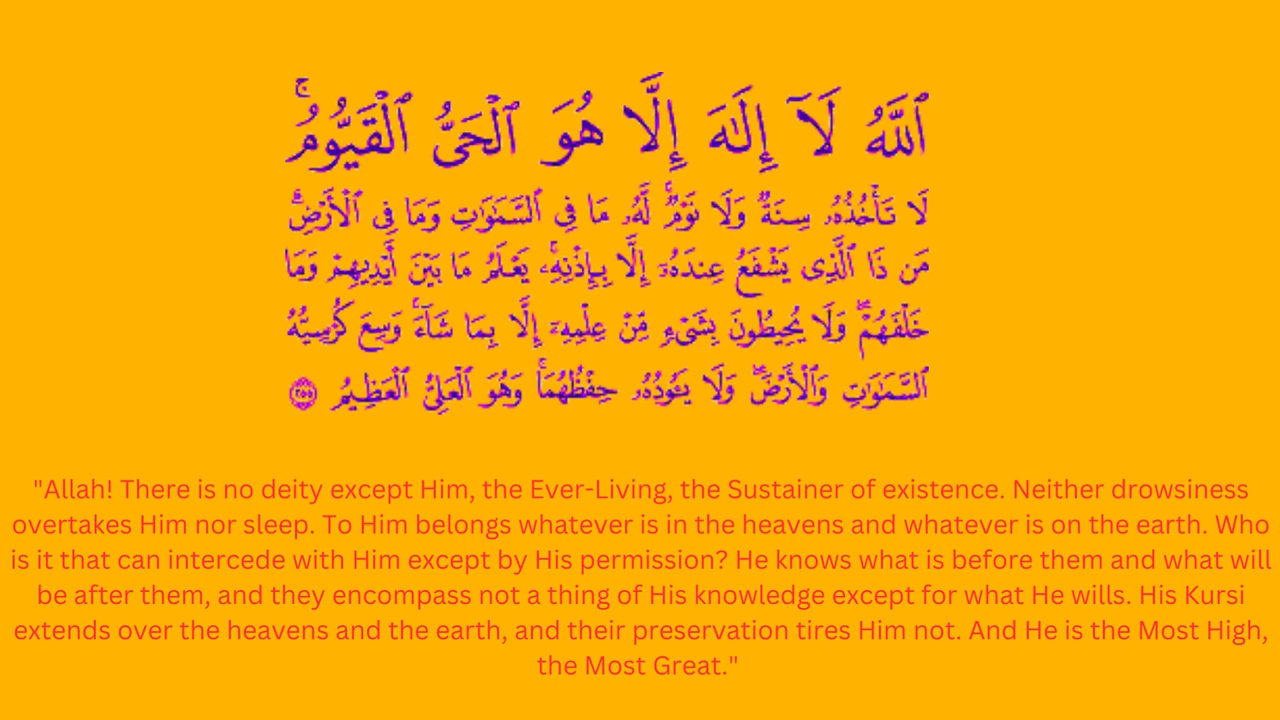 ٱللَّهُ لَآ إِلَٰهَ إِلَّا هُوَ ٱلْحَىُّ ٱلْقَيُّومُ ۚ
لَا تَأْخُذُهُۥ سِنَةٌ وَلَا نَوْمٌ ۚ لَّهُۥ مَا فِى ٱلسَّمَٰوَٰتِ وَمَا فِى ٱلْأَرْضِ ۗ
مَن ذَا ٱلَّذِى يَشْفَعُ عِندَهُۥٓ إِلَّا بِإِذْنِهِۦ ۚ يَعْلَمُ مَا بَيْنَ أَيْدِيهِمْ وَمَا
خَلْفَهُمْ ۖ وَلَا يُحِيطُونَ بِشَىْءٍ مِّنْ عِلْمِهِۦٓ إِلَّا بِمَا شَآءَ ۚ وَسِعَ كُرْسِيُّهُ
ٱلسَّمَٰوَٰتِ وَٱلْأَرْضَ ۖ وَلَا يَـُٔودُهُۥ حِفْظُهُمَا ۚ وَهُوَ ٱلْعَلِىُّ ٱلْعَظِيمُ ٢٥٥
"Allah! There is no deity except Him, the Ever-Living, the Sustainer of existence. Neither drowsiness
overtakes Him nor sleep. To Him belongs whatever is in the heavens and whatever is on the earth. Who
is it that can intercede with Him except by His permission? He knows what is before them and what will
be after them, and they encompass not a thing of His knowledge except for what He wills. His Kursi
extends over the heavens and the earth, and their preservation tires Him not. And He is the Most High,
the Most Great."